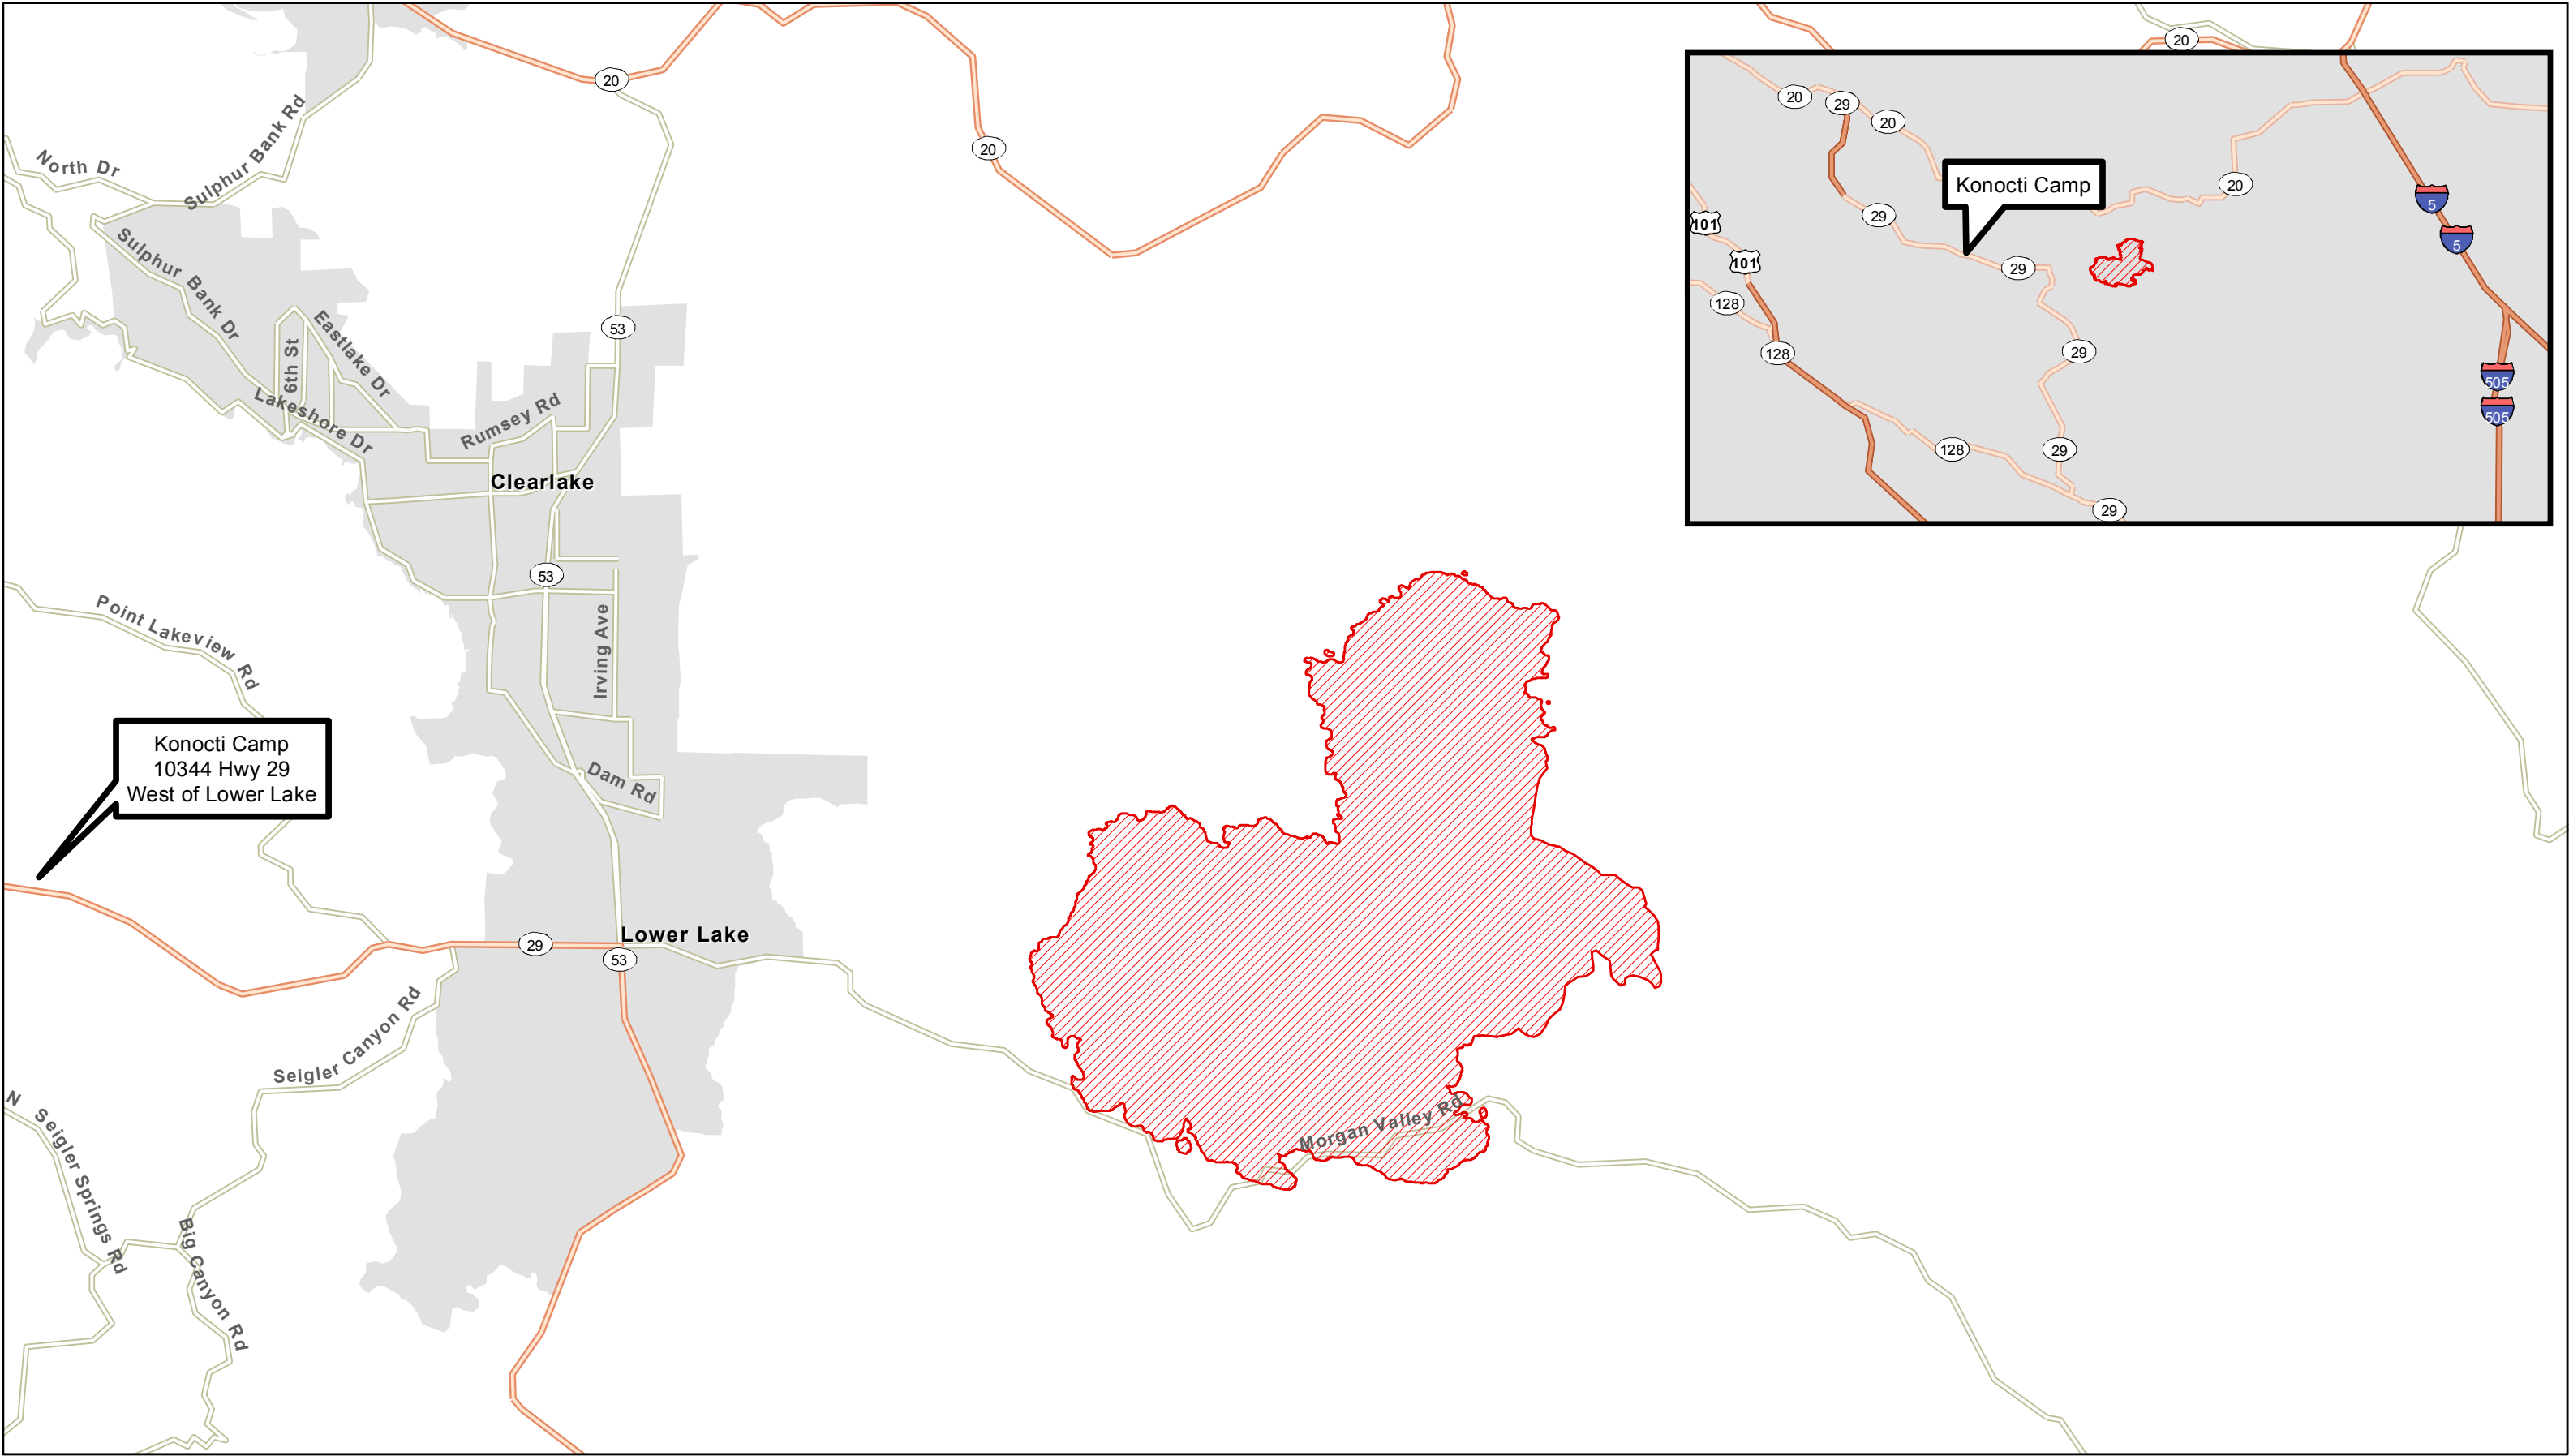 20
20
20
53
53
29
53
North Dr
Sulphur Bank Rd
Sulphur Bank Dr
6th St
Eastlake Dr
Lakeshore Dr
Rumsey Rd
Clearlake
Irving Ave
Point Lakeview Rd
Konocti Camp
10344 Hwy 29
West of Lower Lake
Dam Rd
Lower Lake
Seigler Canyon Rd
N Seigler Springs Rd
Big Canyon Rd
Morgan Valley Rd
20
29
20
Konocti Camp
20
29
29
101
101
128
128
29
128
29
29
5
5
505
505